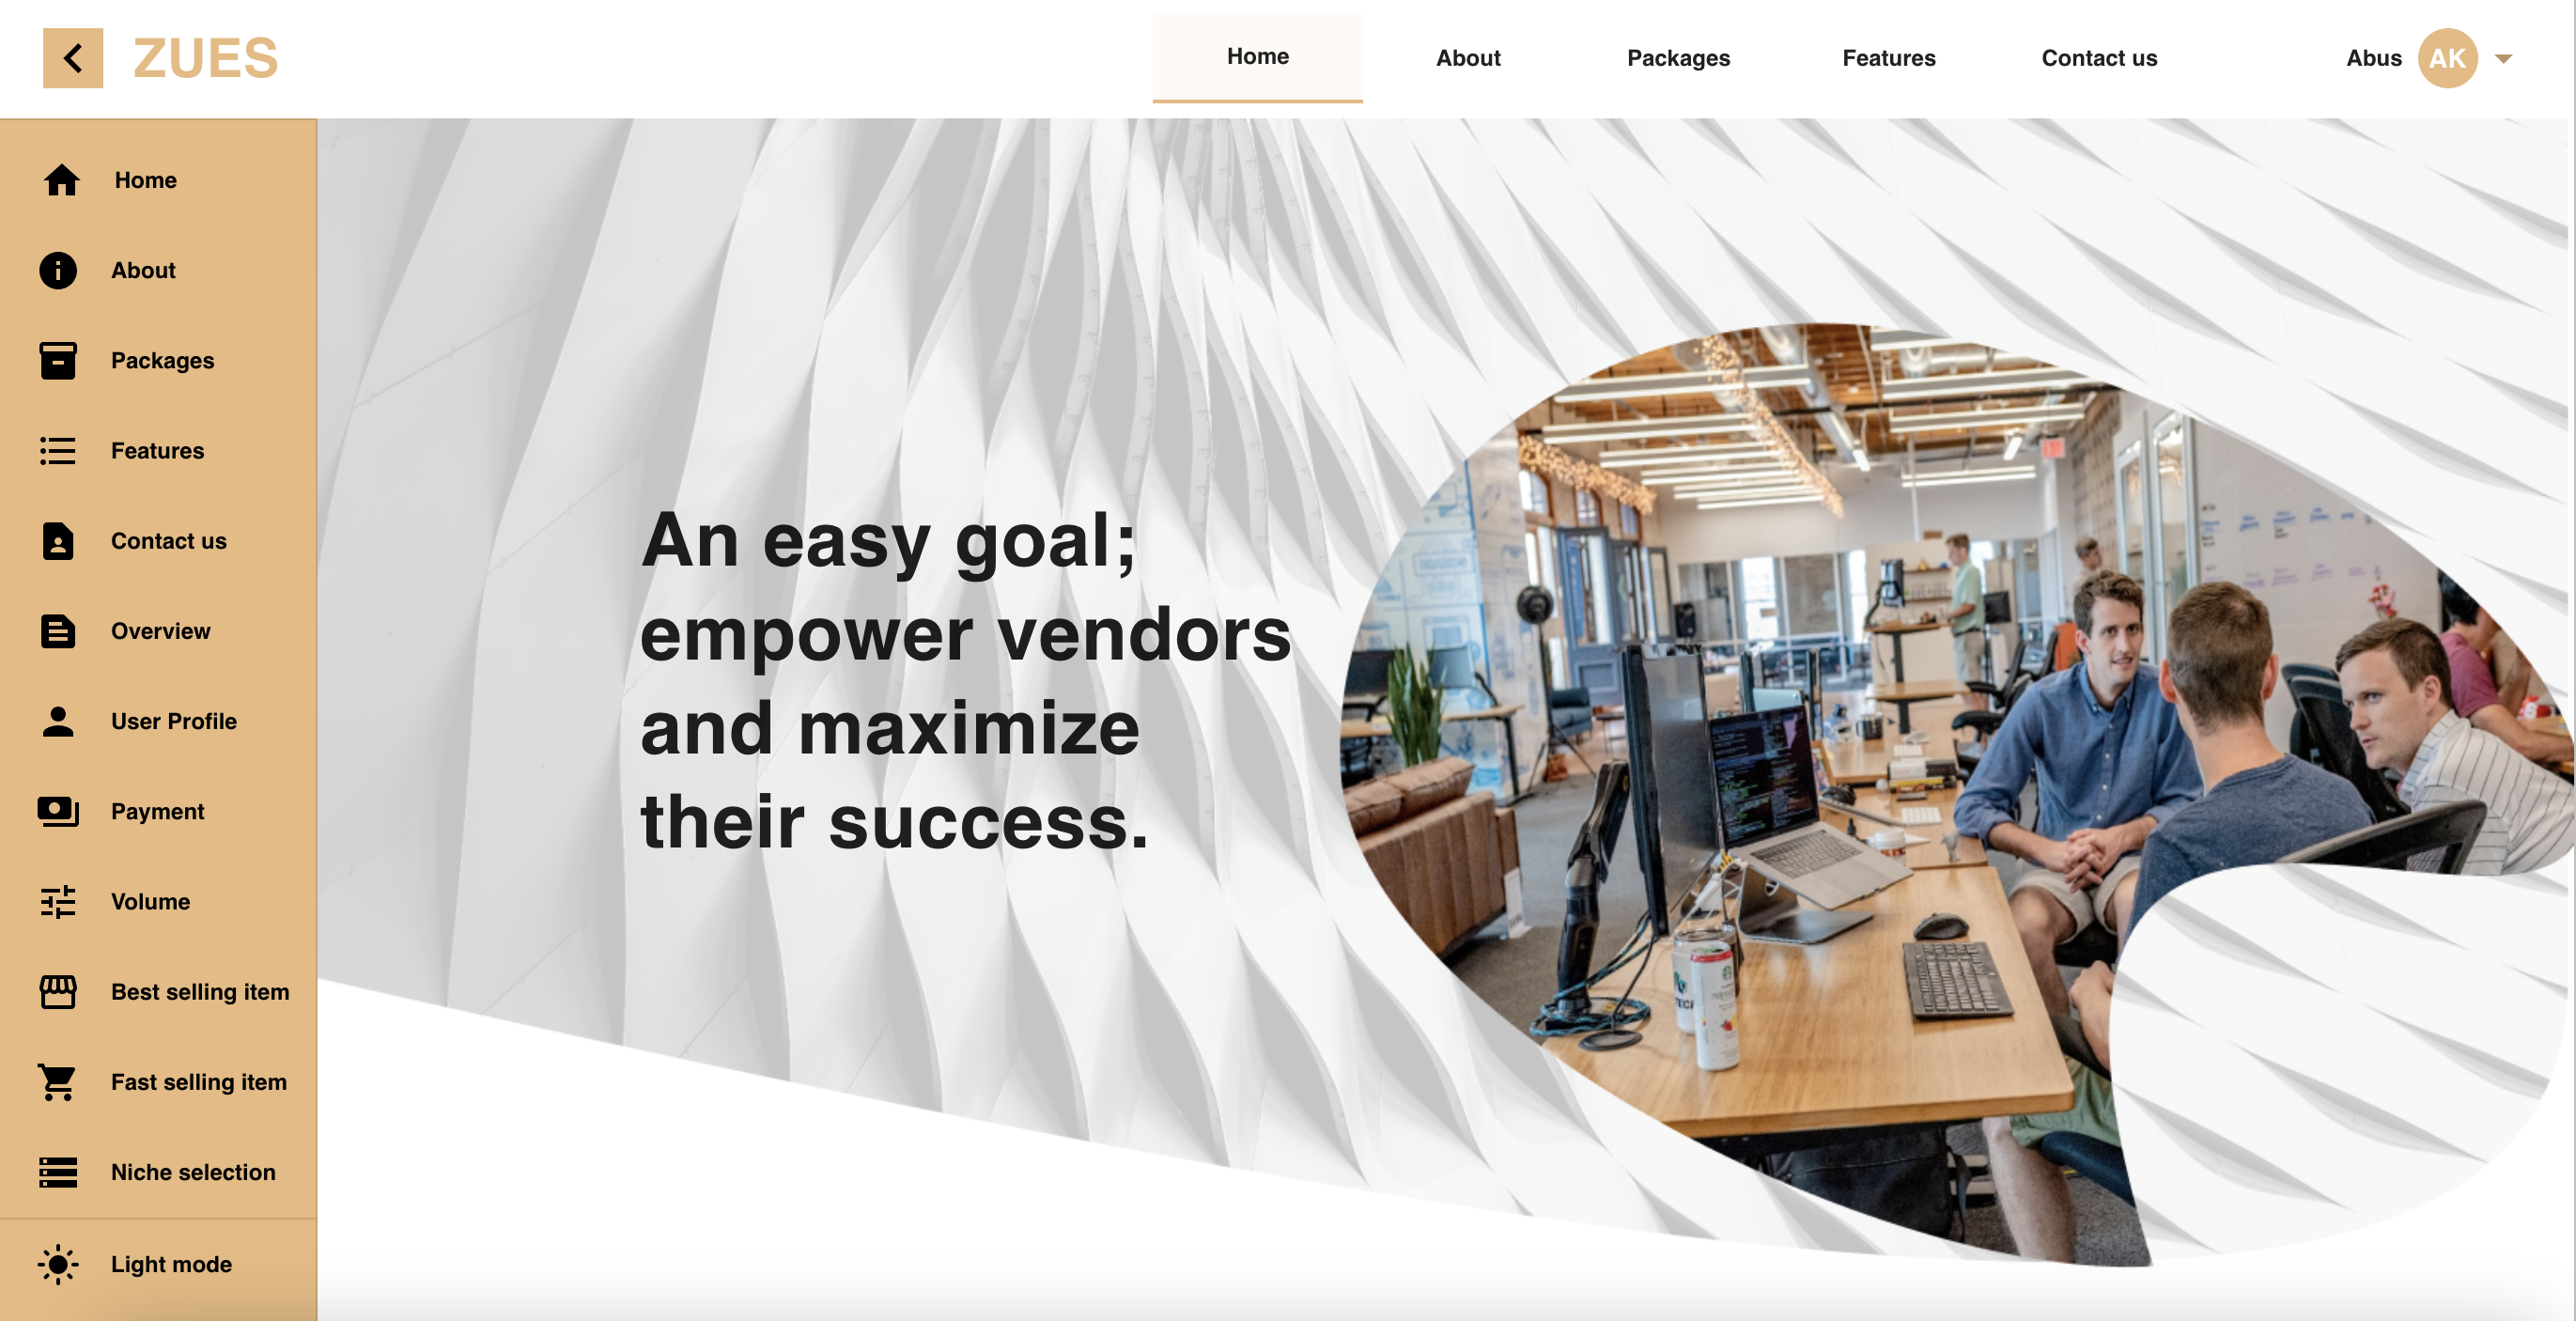 ZUES
Home
About
Packages
Features
Contact us
Abus
AK
Home
About
Packages
Features
Contact us
Overview
User Profile
Payment
Volume
Best selling item
Fast selling item
Niche selection
Light mode
An easy goal;
empower vendors
and maximize
their success.